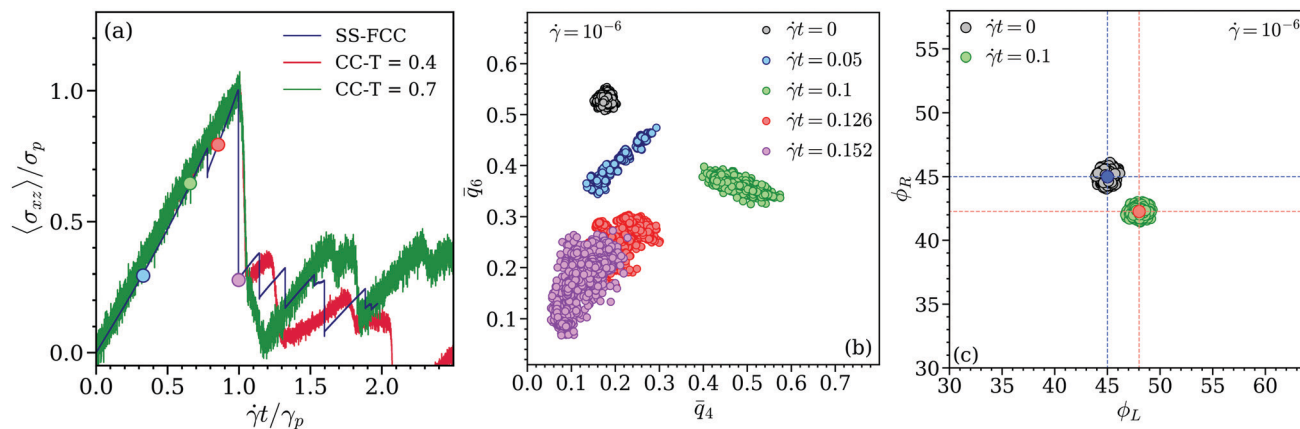 (a)
SS-FCC
CC-T = 0.4
CC-T = 0.7
⟨σxz⟩/σp
1.0
0.5
0.0
0.0 0.5 1.0 1.5 2.0
γ̇t/γp
γ̇ = 10⁻⁶
γ̇t = 0
γ̇t = 0.05
γ̇t = 0.1
γ̇t = 0.126
γ̇t = 0.152
q̄6
0.6
0.5
0.4
0.3
0.2
0.1
(b)
0.0 0.1 0.2 0.3 0.4 0.5 0.6 0.7
q̄4
γ̇t = 0
γ̇t = 0.1
γ̇ = 10⁻⁶
ϕR
55
50
45
40
35
30
(c)
30 35 40 45 50 55 60
ϕL